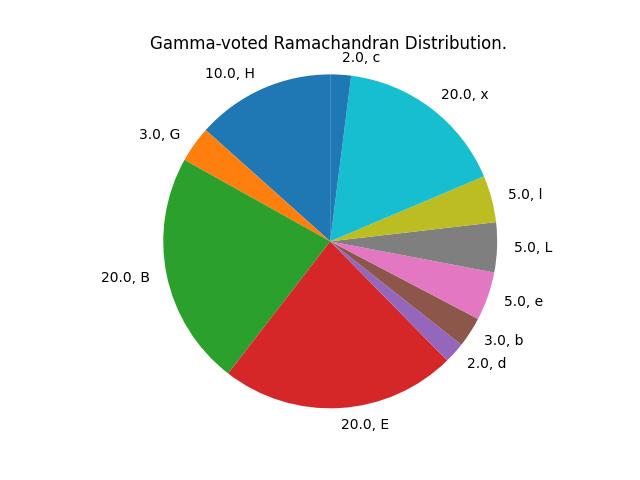 Gamma-voted Ramachandran Distribution.
2.0, c
10.0, H
20.0, x
3.0, G
5.0, l
5.0, L
20.0, B
5.0, e
3.0, b
2.0, d
20.0, E